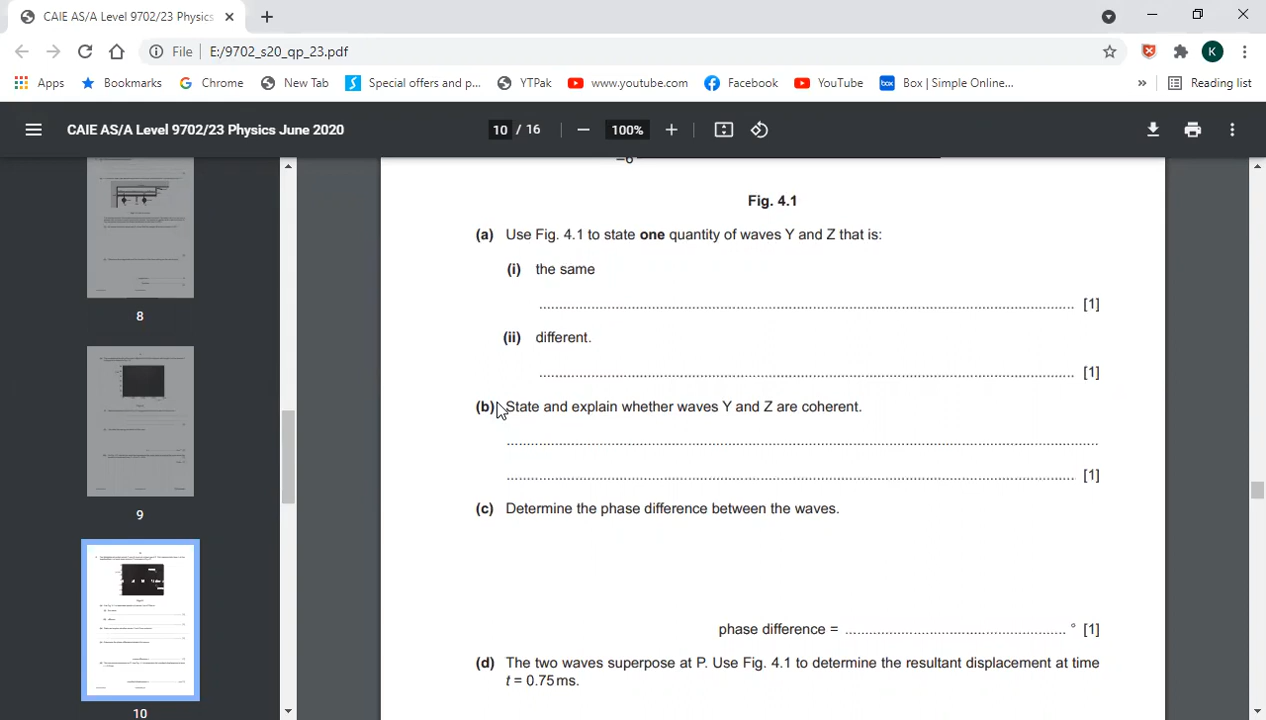 CAIE AS/A Level 9702/23 Physics
File E:/9702_s20_qp_23.pdf
K
Apps Bookmarks Chrome New Tab Special offers and p... YTPak www.youtube.com Facebook YouTube box Box | Simple Online... » Reading list
CAIE AS/A Level 9702/23 Physics June 2020 10 / 16 100%
8
9
10
–6
Fig. 4.1
(a) Use Fig. 4.1 to state one quantity of waves Y and Z that is:
(i) the same
.......................................................................................................................................... [1]
(ii) different.
.......................................................................................................................................... [1]
(b) State and explain whether waves Y and Z are coherent.
..........................................................................................................................................
.......................................................................................................................................... [1]
(c) Determine the phase difference between the waves.
phase difference = ......................................................... ° [1]
(d) The two waves superpose at P. Use Fig. 4.1 to determine the resultant displacement at time
t = 0.75 ms.